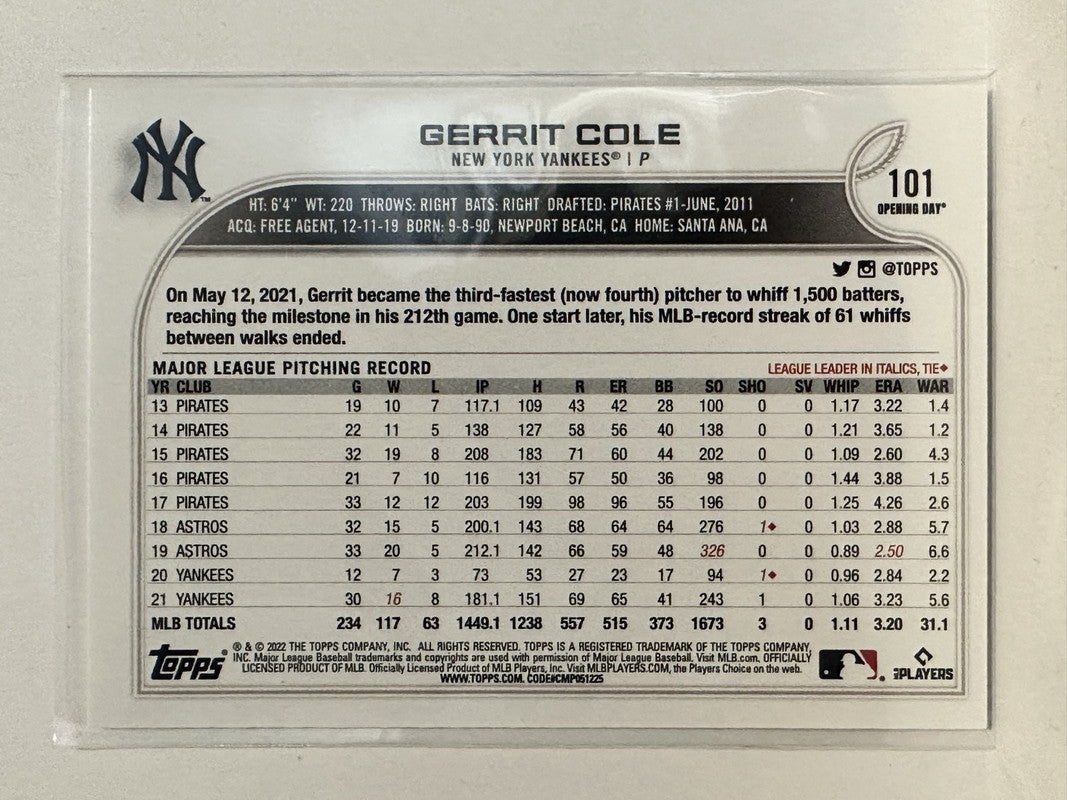 NY™
GERRIT COLE
NEW YORK YANKEES® | P
101
OPENING DAY®
HT: 6'4" WT: 220 THROWS: RIGHT BATS: RIGHT DRAFTED: PIRATES #1-JUNE, 2011
ACQ: FREE AGENT, 12-11-19 BORN: 9-8-90, NEWPORT BEACH, CA HOME: SANTA ANA, CA
@TOPPS
On May 12, 2021, Gerrit became the third-fastest (now fourth) pitcher to whiff 1,500 batters,
reaching the milestone in his 212th game. One start later, his MLB-record streak of 61 whiffs
between walks ended.
MAJOR LEAGUE PITCHING RECORD LEAGUE LEADER IN ITALICS, TIE◆
YR CLUB G W L IP H R ER BB SO SHO SV WHIP ERA WAR
13 PIRATES 19 10 7 117.1 109 43 42 28 100 0 0 1.17 3.22 1.4
14 PIRATES 22 11 5 138 127 58 56 40 138 0 0 1.21 3.65 1.2
15 PIRATES 32 19 8 208 183 71 60 44 202 0 0 1.09 2.60 4.3
16 PIRATES 21 7 10 116 131 57 50 36 98 0 0 1.44 3.88 1.5
17 PIRATES 33 12 12 203 199 98 96 55 196 0 0 1.25 4.26 2.6
18 ASTROS 32 15 5 200.1 143 68 64 64 276 1◆ 0 1.03 2.88 5.7
19 ASTROS 33 20 5 212.1 142 66 59 48 326 0 0 0.89 2.50 6.6
20 YANKEES 12 7 3 73 53 27 23 17 94 1◆ 0 0.96 2.84 2.2
21 YANKEES 30 16 8 181.1 151 69 65 41 243 1 0 1.06 3.23 5.6
MLB TOTALS 234 117 63 1449.1 1238 557 515 373 1673 3 0 1.11 3.20 31.1
Topps®
® & © 2022 THE TOPPS COMPANY, INC. ALL RIGHTS RESERVED. TOPPS IS A REGISTERED TRADEMARK OF THE TOPPS COMPANY,
INC. Major League Baseball trademarks and copyrights are used with permission of Major League Baseball. Visit MLB.com. OFFICIALLY
LICENSED PRODUCT OF MLB Players, Inc. Officially Licensed Product of MLB Players, Inc. Visit MLBPLAYERS.COM, the Players Choice on the web.
WWW.TOPPS.COM. CODE#CMP051225
MLBPLAYERS